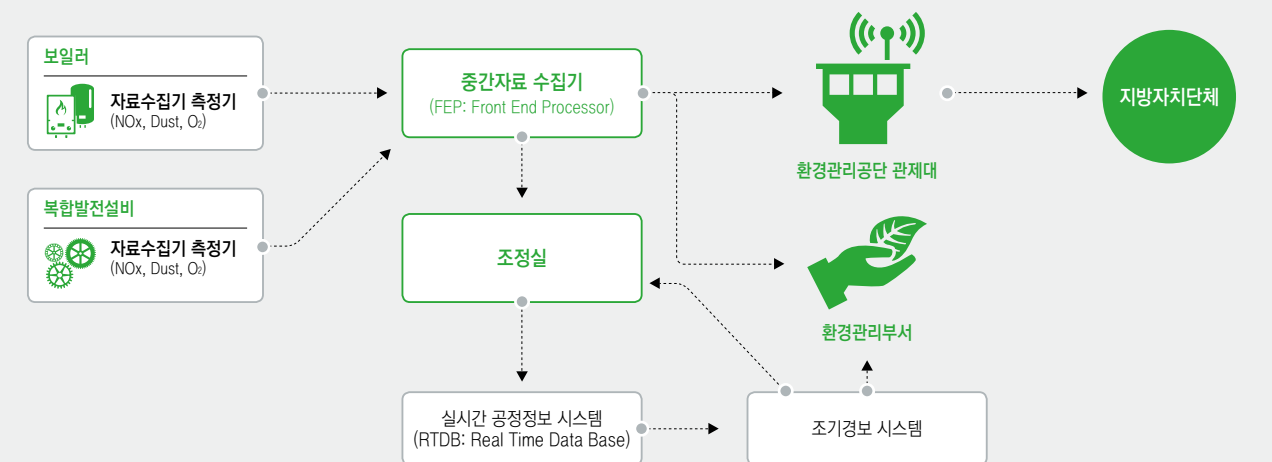 보일러
자료수집기 측정기
(NOx, Dust, O₂)
복합발전설비
자료수집기 측정기
(NOx, Dust, O₂)
중간자료 수집기
(FEP: Front End Processor)
조정실
실시간 공정정보 시스템
(RTDB: Real Time Data Base)
환경관리공단 관제대
지방자치단체
환경관리부서
조기경보 시스템